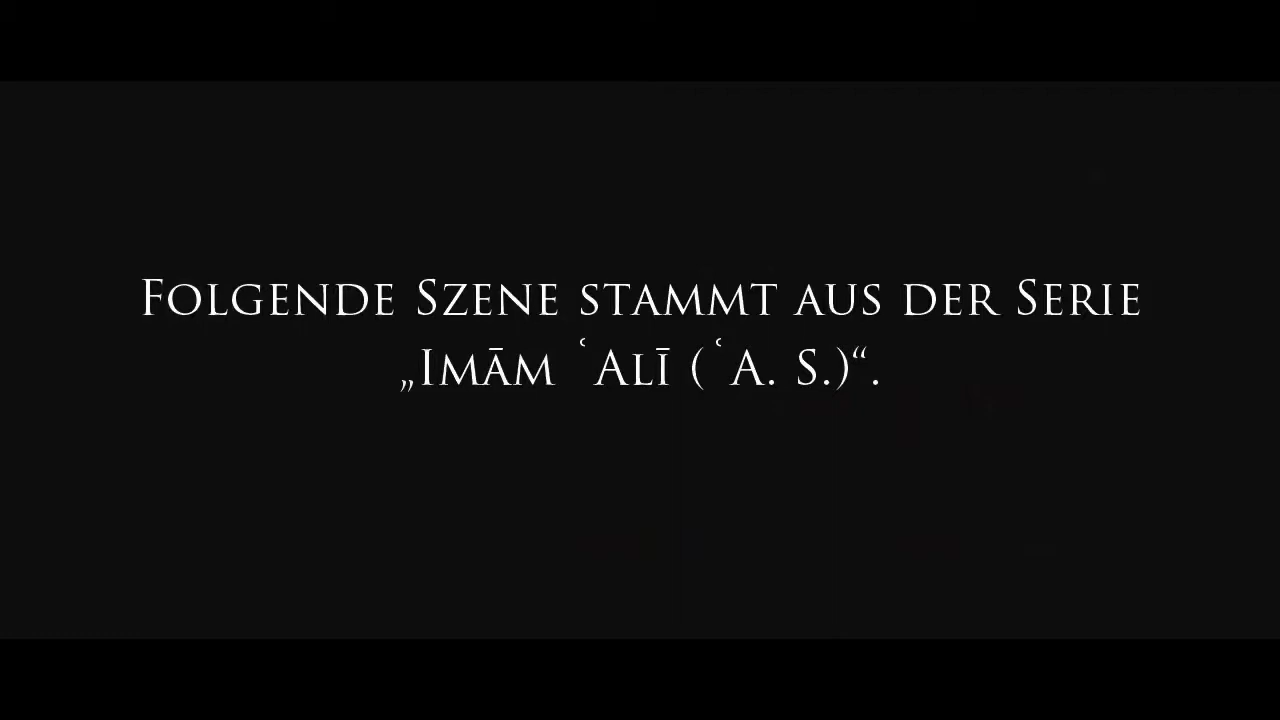 Folgende Szene stammt aus der Serie
„Imām ʿAlī (ʿA. S.)“.